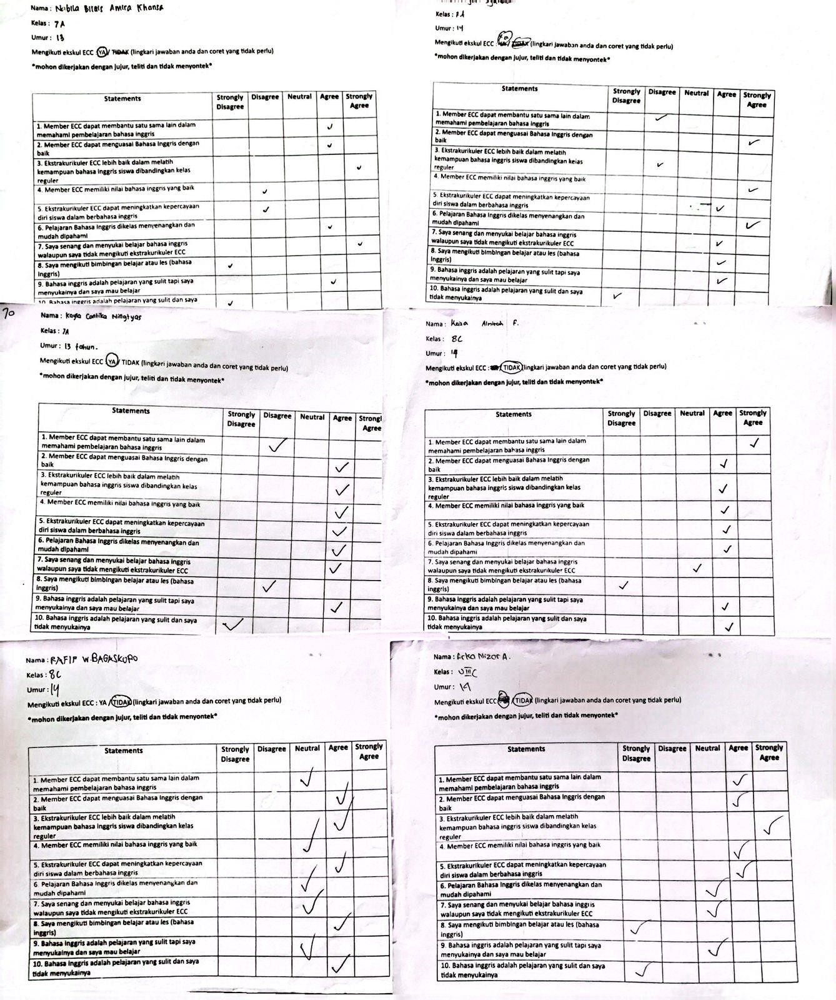 Nama : Nabila Bilqis Amira Khansa
Kelas : 7A
Umur : 13
Mengikuti ekskul ECC : YA / TIDAK (lingkari jawaban anda dan coret yang tidak perlu)
*mohon dikerjakan dengan jujur, teliti dan tidak menyontek*
Statements Strongly Disagree Disagree Neutral Agree Strongly Agree
1. Member ECC dapat membantu satu sama lain dalam
memahami pembelajaran bahasa inggris ✓
2. Member ECC dapat menguasai Bahasa Inggris dengan ✓
baik
3. Ekstrakurikuler ECC lebih baik dalam melatih
kemampuan bahasa inggris siswa dibandingkan kelas ✓
reguler
4. Member ECC memiliki nilai bahasa inggris yang baik ✓
5. Ekstrakurikuler ECC dapat meningkatkan kepercayaan ✓
diri siswa dalam berbahasa inggris
6. Pelajaran Bahasa Inggris dikelas menyenangkan dan ✓
mudah dipahami
7. Saya senang dan menyukai belajar bahasa inggris ✓
walaupun saya tidak mengikuti ekstrakurikuler ECC
8. Saya mengikuti bimbingan belajar atau les (bahasa ✓
inggris)
9. Bahasa inggris adalah pelajaran yang sulit tapi saya ✓
menyukainya dan saya mau belajar
10. Bahasa inggris adalah pelajaran yang sulit dan saya ✓
Kelas : 7A
Umur : 14
Mengikuti ekskul ECC : YA / TIDAK (lingkari jawaban anda dan coret yang tidak perlu)
*mohon dikerjakan dengan jujur, teliti dan tidak menyontek*
Statements Strongly Disagree Disagree Neutral Agree Strongly Agree
1. Member ECC dapat membantu satu sama lain dalam ✓
memahami pembelajaran bahasa inggris
2. Member ECC dapat menguasai Bahasa Inggris dengan
baik ✓
3. Ekstrakurikuler ECC lebih baik dalam melatih
kemampuan bahasa inggris siswa dibandingkan kelas ✓
reguler
4. Member ECC memiliki nilai bahasa inggris yang baik ✓
5. Ekstrakurikuler ECC dapat meningkatkan kepercayaan
diri siswa dalam berbahasa inggris ✓
6. Pelajaran Bahasa Inggris dikelas menyenangkan dan
mudah dipahami ✓
7. Saya senang dan menyukai belajar bahasa inggris
walaupun saya tidak mengikuti ekstrakurikuler ECC ✓
8. Saya mengikuti bimbingan belajar atau les (bahasa
inggris) ✓
9. Bahasa inggris adalah pelajaran yang sulit tapi saya
menyukainya dan saya mau belajar ✓
10. Bahasa inggris adalah pelajaran yang sulit dan saya
tidak menyukainya ✓
70
Nama : Kayla Cantika Ningtyas
Kelas : 7A
Umur : 13 tahun.
Mengikuti ekskul ECC : YA / TIDAK (lingkari jawaban anda dan coret yang tidak perlu)
*mohon dikerjakan dengan jujur, teliti dan tidak menyontek*
Statements Strongly Disagree Disagree Neutral Agree Strongl Agree
1. Member ECC dapat membantu satu sama lain dalam
memahami pembelajaran bahasa inggris ✓
2. Member ECC dapat menguasai Bahasa Inggris dengan
baik ✓
3. Ekstrakurikuler ECC lebih baik dalam melatih
kemampuan bahasa inggris siswa dibandingkan kelas ✓
reguler
4. Member ECC memiliki nilai bahasa inggris yang baik ✓
5. Ekstrakurikuler ECC dapat meningkatkan kepercayaan
diri siswa dalam berbahasa inggris ✓
6. Pelajaran Bahasa Inggris dikelas menyenangkan dan
mudah dipahami ✓
7. Saya senang dan menyukai belajar bahasa inggris
walaupun saya tidak mengikuti ekstrakurikuler ECC ✓
8. Saya mengikuti bimbingan belajar atau les (bahasa
inggris) ✓
9. Bahasa inggris adalah pelajaran yang sulit tapi saya
menyukainya dan saya mau belajar ✓
10. Bahasa inggris adalah pelajaran yang sulit dan saya
tidak menyukainya ✓
Nama : Keiza F.
Kelas : 8C
Umur : 14
Mengikuti ekskul ECC : / TIDAK (lingkari jawaban anda dan coret yang tidak perlu)
*mohon dikerjakan dengan jujur, teliti dan tidak menyontek*
Statements Strongly Disagree Disagree Neutral Agree Strongly Agree
1. Member ECC dapat membantu satu sama lain dalam ✓
memahami pembelajaran bahasa inggris
2. Member ECC dapat menguasai Bahasa Inggris dengan ✓
baik
3. Ekstrakurikuler ECC lebih baik dalam melatih
kemampuan bahasa inggris siswa dibandingkan kelas ✓
reguler
4. Member ECC memiliki nilai bahasa inggris yang baik ✓
5. Ekstrakurikuler ECC dapat meningkatkan kepercayaan
diri siswa dalam berbahasa inggris ✓
6. Pelajaran Bahasa Inggris dikelas menyenangkan dan
mudah dipahami ✓
7. Saya senang dan menyukai belajar bahasa inggris
walaupun saya tidak mengikuti ekstrakurikuler ECC ✓
8. Saya mengikuti bimbingan belajar atau les (bahasa
inggris) ✓
9. Bahasa inggris adalah pelajaran yang sulit tapi saya
menyukainya dan saya mau belajar ✓
10. Bahasa inggris adalah pelajaran yang sulit dan saya
tidak menyukainya ✓
Nama : RAFIF W.BAGASKORO
Kelas : 8C
Umur : 14
Mengikuti ekskul ECC : YA / TIDAK (lingkari jawaban anda dan coret yang tidak perlu)
*mohon dikerjakan dengan jujur, teliti dan tidak menyontek*
Statements Strongly Disagree Disagree Neutral Agree Strongly Agree
1. Member ECC dapat membantu satu sama lain dalam ✓
memahami pembelajaran bahasa inggris
2. Member ECC dapat menguasai Bahasa Inggris dengan ✓
baik
3. Ekstrakurikuler ECC lebih baik dalam melatih
kemampuan bahasa inggris siswa dibandingkan kelas ✓
reguler
4. Member ECC memiliki nilai bahasa inggris yang baik ✓
5. Ekstrakurikuler ECC dapat meningkatkan kepercayaan ✓
diri siswa dalam berbahasa inggris
6. Pelajaran Bahasa Inggris dikelas menyenangkan dan ✓
mudah dipahami
7. Saya senang dan menyukai belajar bahasa inggris ✓
walaupun saya tidak mengikuti ekstrakurikuler ECC
8. Saya mengikuti bimbingan belajar atau les (bahasa ✓
inggris)
9. Bahasa inggris adalah pelajaran yang sulit tapi saya
menyukainya dan saya mau belajar ✓
10. Bahasa inggris adalah pelajaran yang sulit dan saya ✓
tidak menyukainya
Nama : Arka Nizar A.
Kelas : VIIIC
Umur : 14
Mengikuti ekskul ECC / TIDAK (lingkari jawaban anda dan coret yang tidak perlu)
*mohon dikerjakan dengan jujur, teliti dan tidak menyontek*
Statements Strongly Disagree Disagree Neutral Agree Strongly Agree
1. Member ECC dapat membantu satu sama lain dalam ✓
memahami pembelajaran bahasa inggris
2. Member ECC dapat menguasai Bahasa Inggris dengan ✓
baik
3. Ekstrakurikuler ECC lebih baik dalam melatih
kemampuan bahasa inggris siswa dibandingkan kelas ✓
reguler
4. Member ECC memiliki nilai bahasa inggris yang baik ✓
5. Ekstrakurikuler ECC dapat meningkatkan kepercayaan
diri siswa dalam berbahasa inggris ✓
6. Pelajaran Bahasa Inggris dikelas menyenangkan dan
mudah dipahami ✓
7. Saya senang dan menyukai belajar bahasa inggris
walaupun saya tidak mengikuti ekstrakurikuler ECC ✓
8. Saya mengikuti bimbingan belajar atau les (bahasa
inggris) ✓
9. Bahasa inggris adalah pelajaran yang sulit tapi saya
menyukainya dan saya mau belajar ✓
10. Bahasa inggris adalah pelajaran yang sulit dan saya
tidak menyukainya ✓